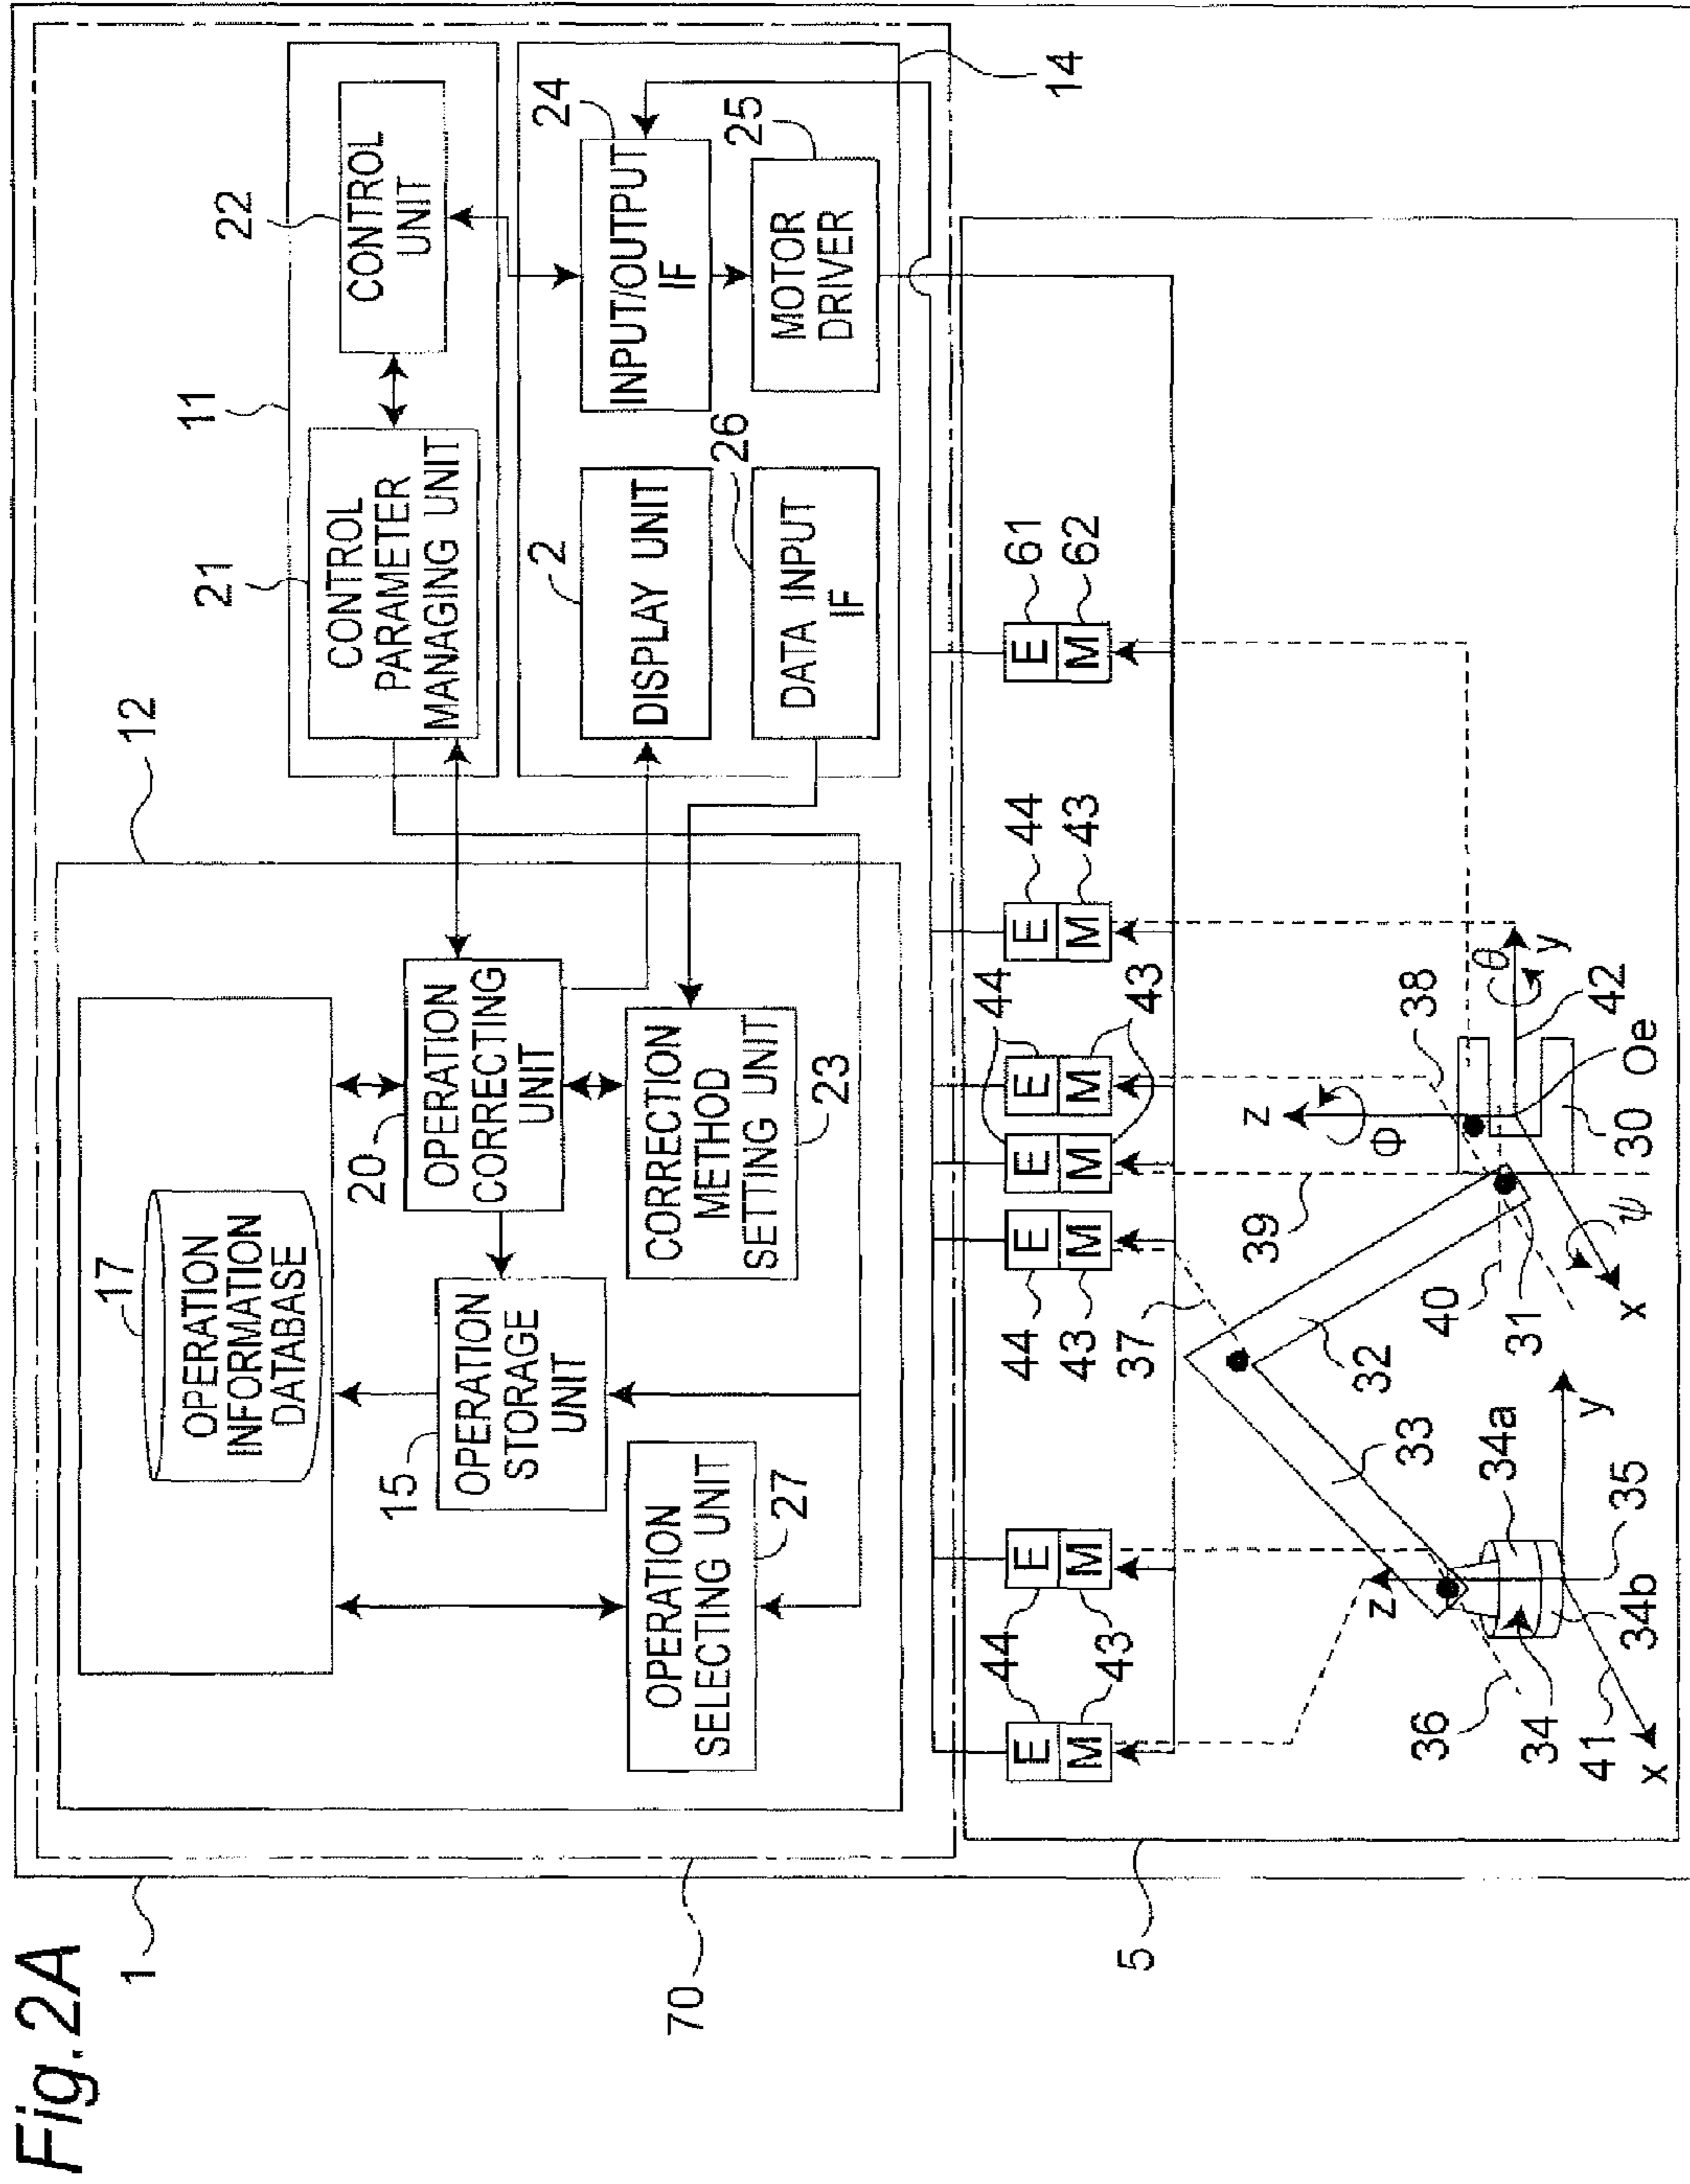 Fig.2A
1
70
5
12
17
OPERATION
INFORMATION
DATABASE
20
OPERATION
CORRECTING
UNIT
15
OPERATION
STORAGE
UNIT
CORRECTION
METHOD
SETTING UNIT
23
OPERATION
SELECTING UNIT
27
11
21
CONTROL
PARAMETER
MANAGING UNIT
22
CONTROL
UNIT
14
2
DISPLAY UNIT
24
INPUT/OUTPUT
IF
26
DATA INPUT
IF
25
MOTOR
DRIVER
44
E
M
43
44
E
M
43
44
E
M
43
44
E
M
E
M
43
44
E
M
43
61
E
M
62
37
39
38
z
Φ
θ
y
42
Oe
30
ψ
x
40
31
32
33
z
34a
y
35
34b
34
36
41
x